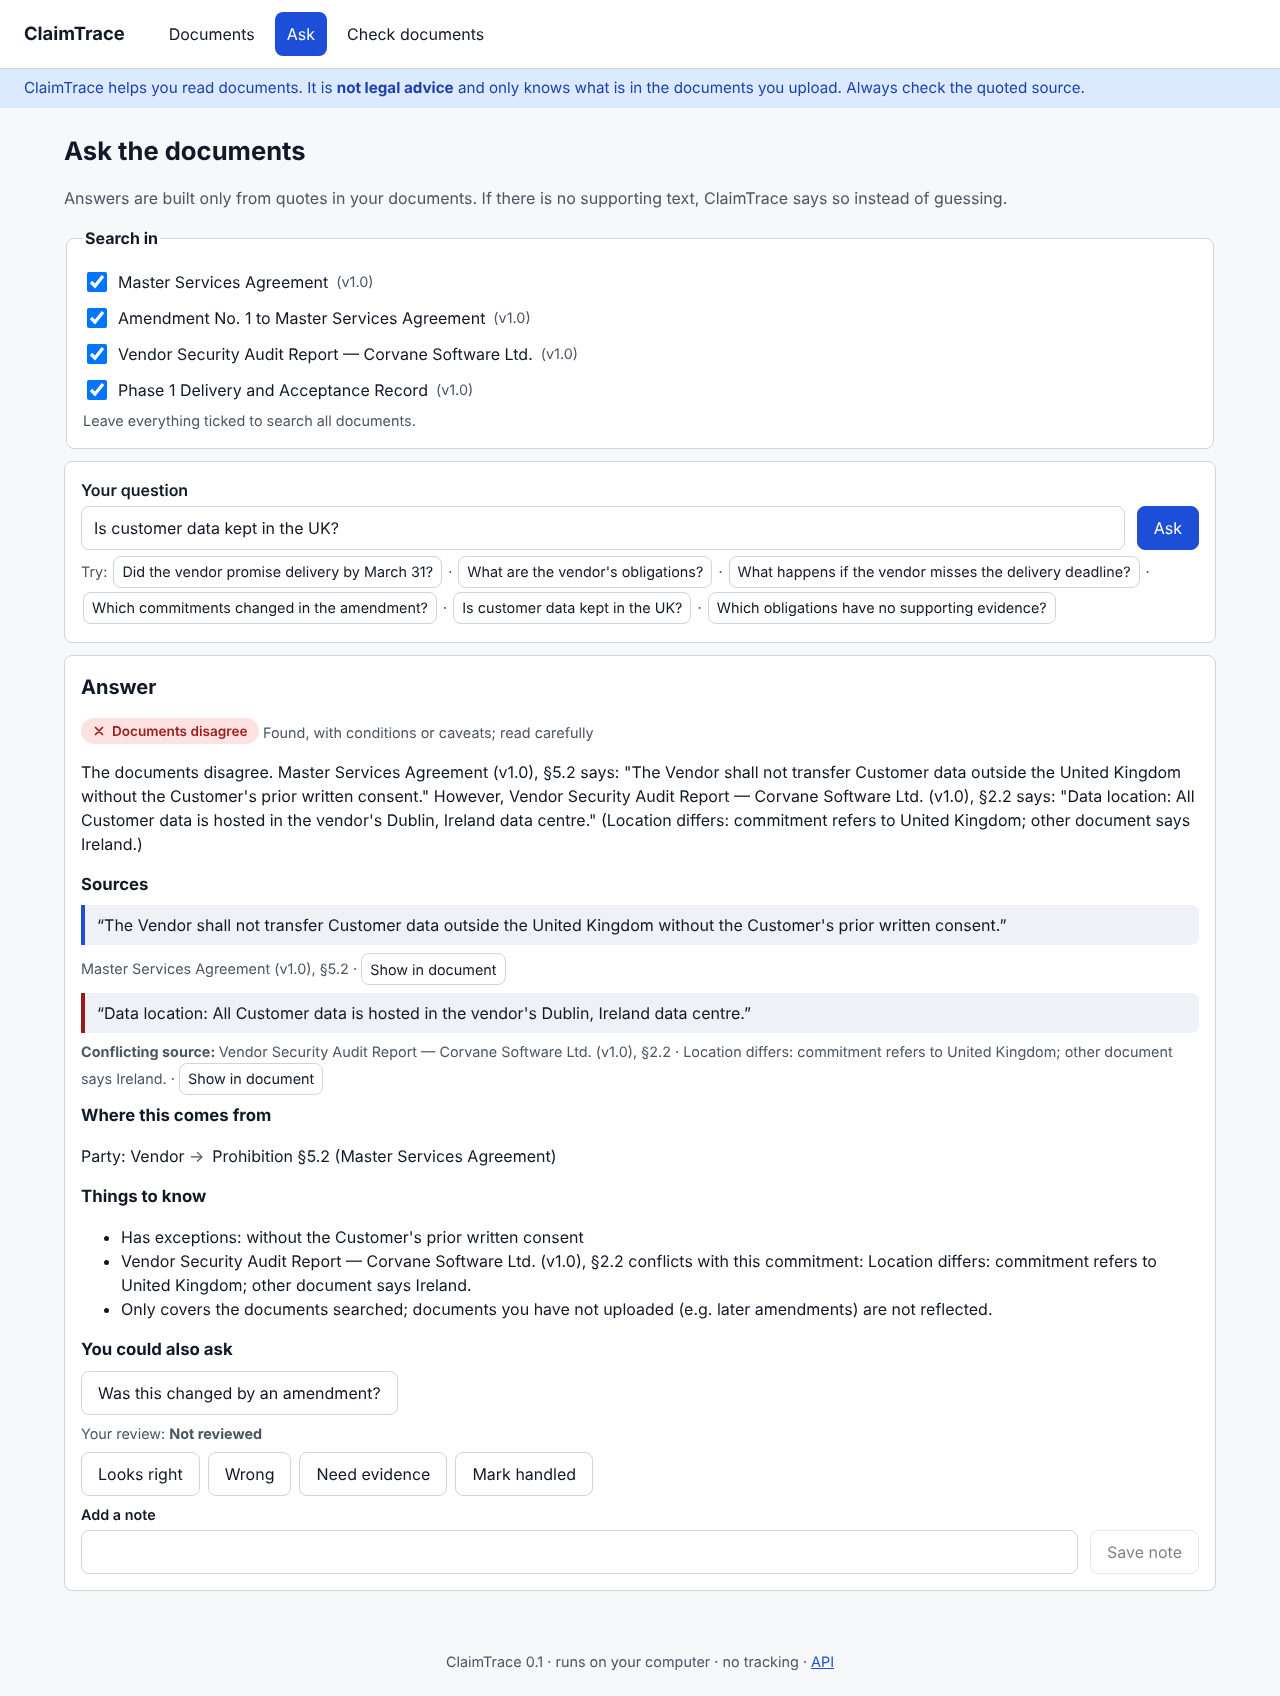 ClaimTrace Documents Ask Check documents
ClaimTrace helps you read documents. It is not legal advice and only knows what is in the documents you upload. Always check the quoted source.
Ask the documents
Answers are built only from quotes in your documents. If there is no supporting text, ClaimTrace says so instead of guessing.
Search in
Master Services Agreement (v1.0)
Amendment No. 1 to Master Services Agreement (v1.0)
Vendor Security Audit Report — Corvane Software Ltd. (v1.0)
Phase 1 Delivery and Acceptance Record (v1.0)
Leave everything ticked to search all documents.
Your question
Is customer data kept in the UK? Ask
Try: Did the vendor promise delivery by March 31? · What are the vendor's obligations? · What happens if the vendor misses the delivery deadline? ·
Which commitments changed in the amendment? · Is customer data kept in the UK? · Which obligations have no supporting evidence?
Answer
✕ Documents disagree Found, with conditions or caveats; read carefully
The documents disagree. Master Services Agreement (v1.0), §5.2 says: "The Vendor shall not transfer Customer data outside the United Kingdom
without the Customer's prior written consent." However, Vendor Security Audit Report — Corvane Software Ltd. (v1.0), §2.2 says: "Data location: All
Customer data is hosted in the vendor's Dublin, Ireland data centre." (Location differs: commitment refers to United Kingdom; other document says
Ireland.)
Sources
“The Vendor shall not transfer Customer data outside the United Kingdom without the Customer's prior written consent.”
Master Services Agreement (v1.0), §5.2 · Show in document
“Data location: All Customer data is hosted in the vendor's Dublin, Ireland data centre.”
Conflicting source: Vendor Security Audit Report — Corvane Software Ltd. (v1.0), §2.2 · Location differs: commitment refers to United Kingdom; other document
says Ireland. · Show in document
Where this comes from
Party: Vendor → Prohibition §5.2 (Master Services Agreement)
Things to know
• Has exceptions: without the Customer's prior written consent
• Vendor Security Audit Report — Corvane Software Ltd. (v1.0), §2.2 conflicts with this commitment: Location differs: commitment refers to
United Kingdom; other document says Ireland.
• Only covers the documents searched; documents you have not uploaded (e.g. later amendments) are not reflected.
You could also ask
Was this changed by an amendment?
Your review: Not reviewed
Looks right Wrong Need evidence Mark handled
Add a note
Save note
ClaimTrace 0.1 · runs on your computer · no tracking · API